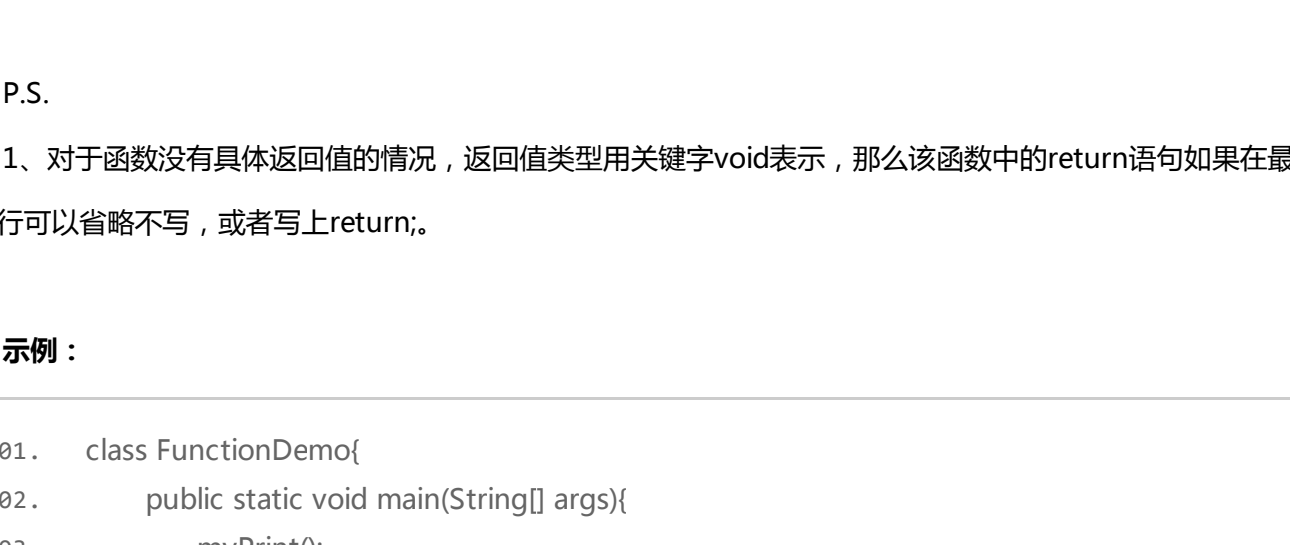 P.S.
1、对于函数没有具体返回值的情况，返回值类型用关键字void表示，那么该函数中的return语句如果在最
行可以省略不写，或者写上return;。
示例：
01. class FunctionDemo{
02. public static void main(String[] args){
03. myPrint();